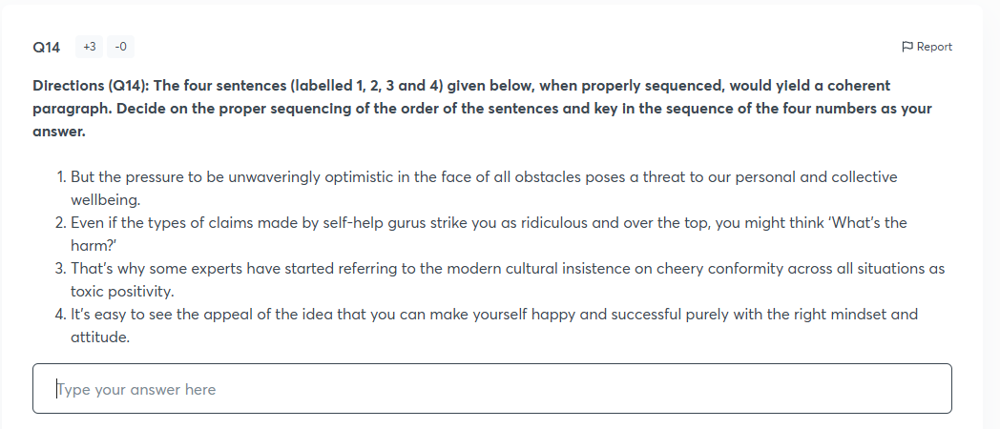 Q14 +3 -0 Report
Directions (Q14): The four sentences (labelled 1, 2, 3 and 4) given below, when properly sequenced, would yield a coherent
paragraph. Decide on the proper sequencing of the order of the sentences and key in the sequence of the four numbers as your
answer.
1. But the pressure to be unwaveringly optimistic in the face of all obstacles poses a threat to our personal and collective
wellbeing.
2. Even if the types of claims made by self-help gurus strike you as ridiculous and over the top, you might think ‘What's the
harm?’
3. That's why some experts have started referring to the modern cultural insistence on cheery conformity across all situations as
toxic positivity.
4. It's easy to see the appeal of the idea that you can make yourself happy and successful purely with the right mindset and
attitude.
Type your answer here